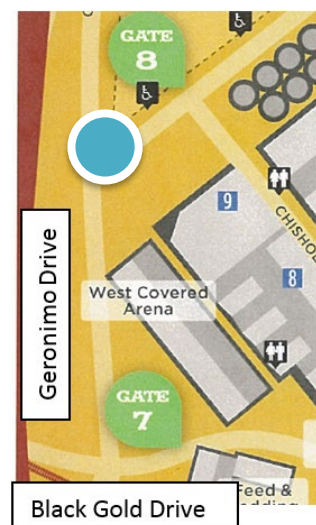 GATE
8
9
CHISHO
8
Geronimo Drive
West Covered
Arena
GATE
7
Feed &
Black Gold Drive